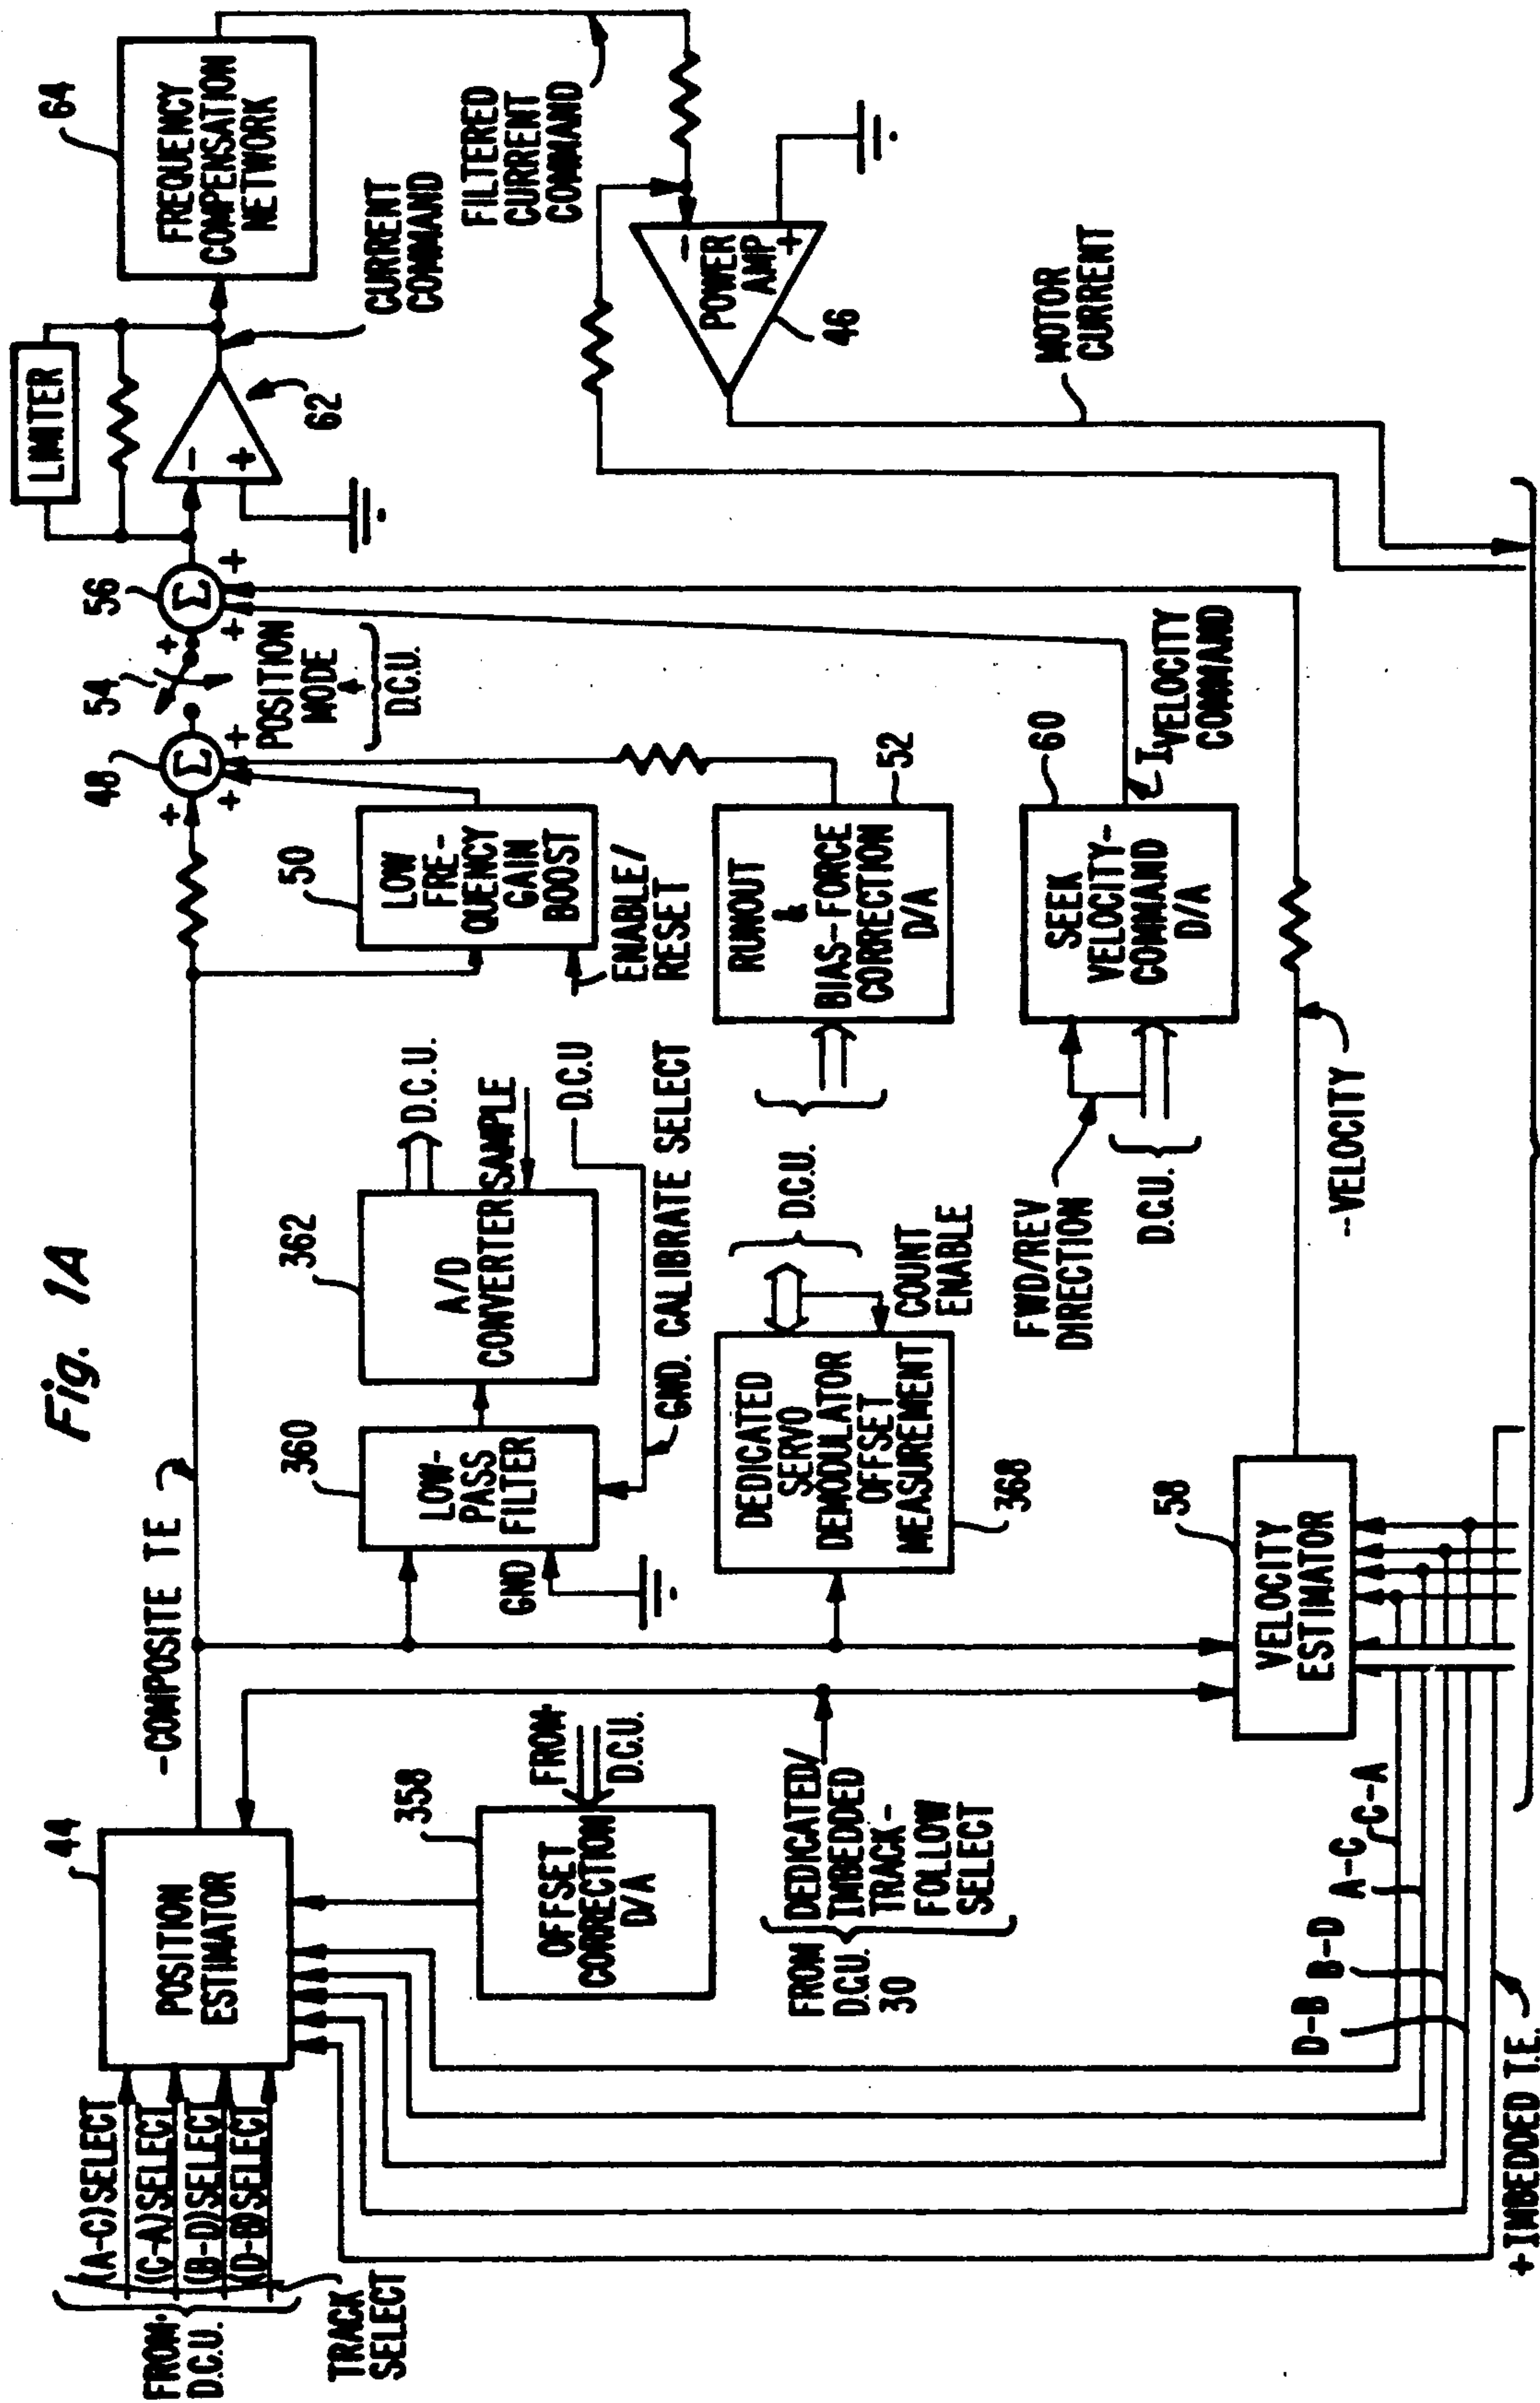 Fig. 1A
44
POSITION
ESTIMATOR
(A-C)SELECT
(C-A)SELECT
(B-D)SELECT
(D-B)SELECT
FROM
D.C.U.
TRACK
SELECT
-COMPOSITE TE
358
OFFSET
CORRECTION
D/A
FROM
D.C.U.
FROM
D.C.U.
30
DEDICATED/
IMBEDDED
TRACK-
FOLLOW
SELECT
D-B
B-D
A-C
C-A
+IMBEDDED T.E.
360
LOW-
PASS
FILTER
GND
362
A/D
CONVERTER
SAMPLE
D.C.U.
D.C.U
GND. CALIBRATE SELECT
DEDICATED
SERVO
DEMODULATOR
OFFSET
MEASUREMENT
368
D.C.U.
COUNT
ENABLE
58
VELOCITY
ESTIMATOR
--VELOCITY
48
Σ
+
+
+
50
LOW
FRE-
QUENCY
GAIN
BOOST
ENABLE/
RESET
RUNOUT
&
BIAS-FORCE
CORRECTION
D/A
52
D.C.U.
60
SEEK
VELOCITY-
COMMAND
D/A
FWD/REV
DIRECTION
D.C.U.
VELOCITY
COMMAND
54
POSITION
MODE
D.C.U.
56
Σ
+
+
+
LIMITER
-
+
62
CURRENT
COMMAND
64
FREQUENCY
COMPENSATION
NETWORK
FILTERED
CURRENT
COMMAND
-
POWER
AMP
+
46
MOTOR
CURRENT